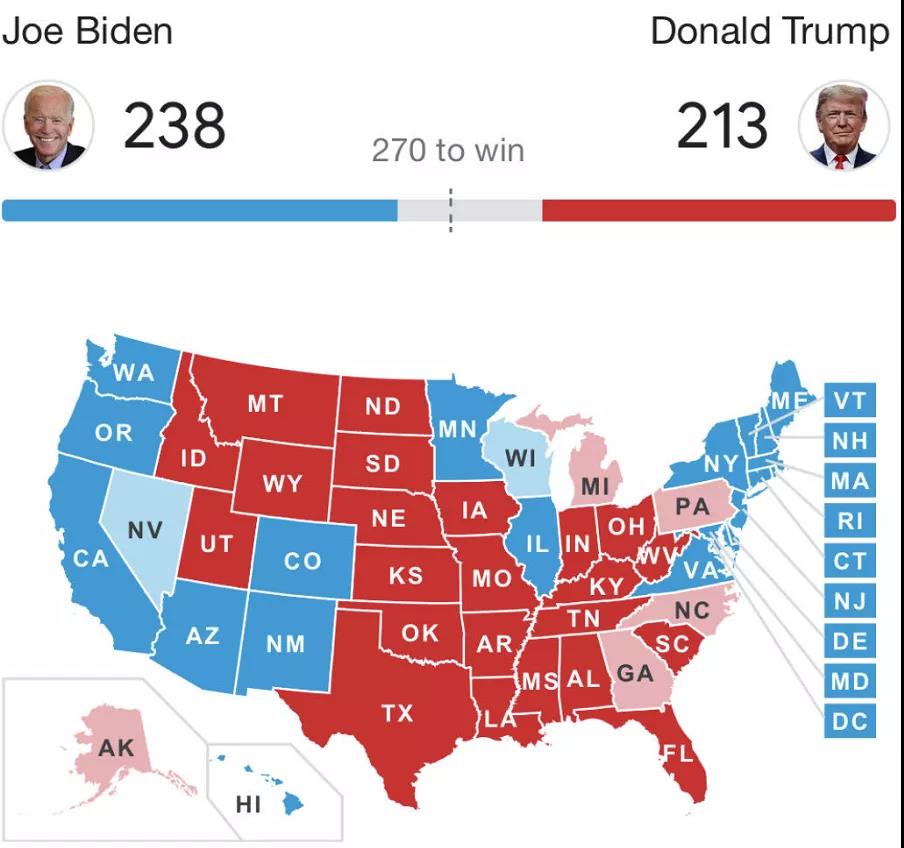 Joe Biden
Donald Trump
238
213
270 to win
WA
MT
ND
ME
VT
OR
MN
NH
ID
SD
WI
NY
MA
WY
MI
NV
NE
IA
PA
RI
UT
OH
CA
CO
IL
IN
WV
CT
KS
MO
VA
KY
NJ
AZ
NM
OK
AR
TN
NC
DE
SC
MS
AL
GA
MD
TX
LA
DC
AK
FL
HI